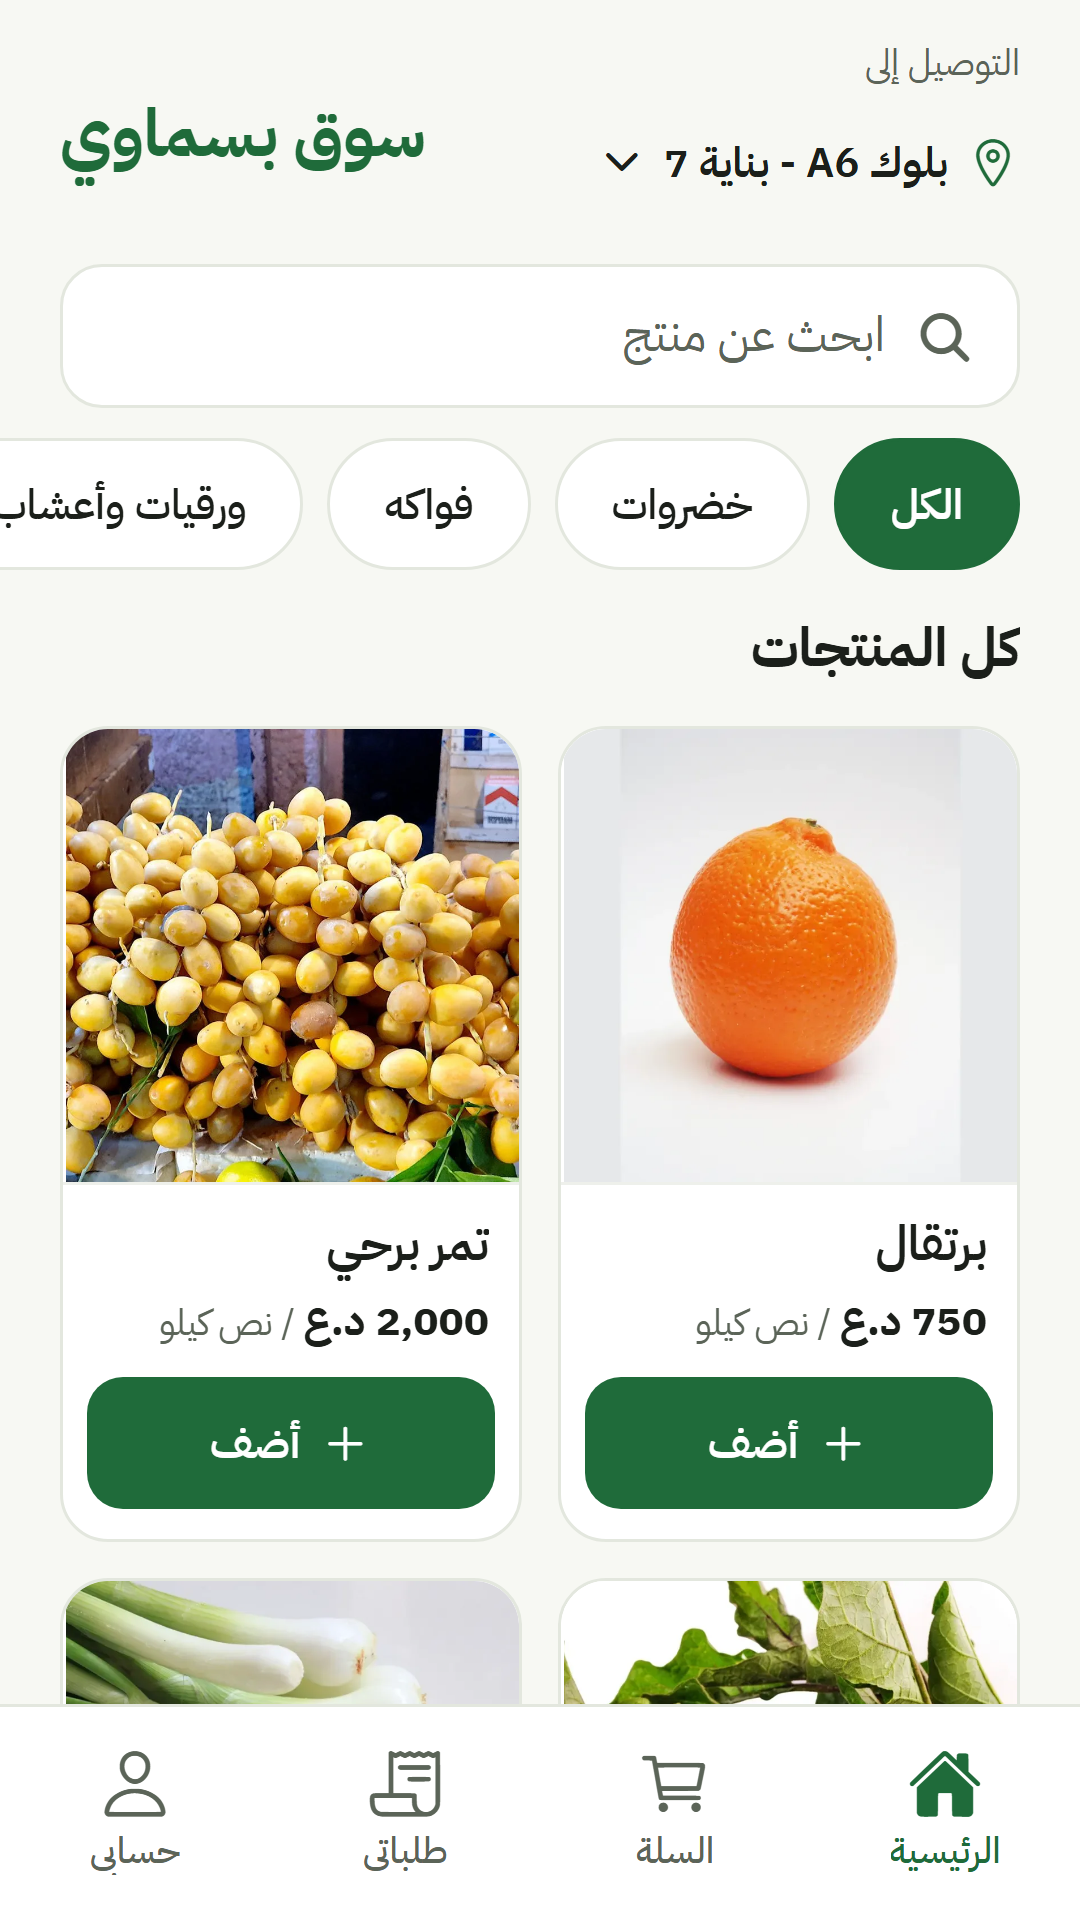 التوصيل إلى
بلوك A6 - بناية 7
سوق بسماوي
ابحث عن منتج
الكل
خضروات
فواكه
ورقيات وأعشاب
كل المنتجات
برتقال
750 د.ع / نص كيلو
أضف
تمر برحي
2,000 د.ع / نص كيلو
أضف
الرئيسية
السلة
طلباتي
حسابي